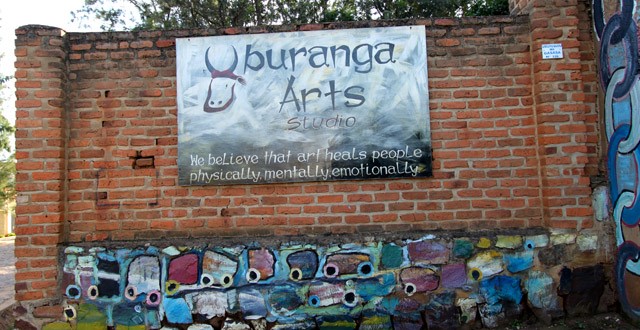 Uburanga
Arts
Studio
We believe that art heals people
physically, mentally, emotionally